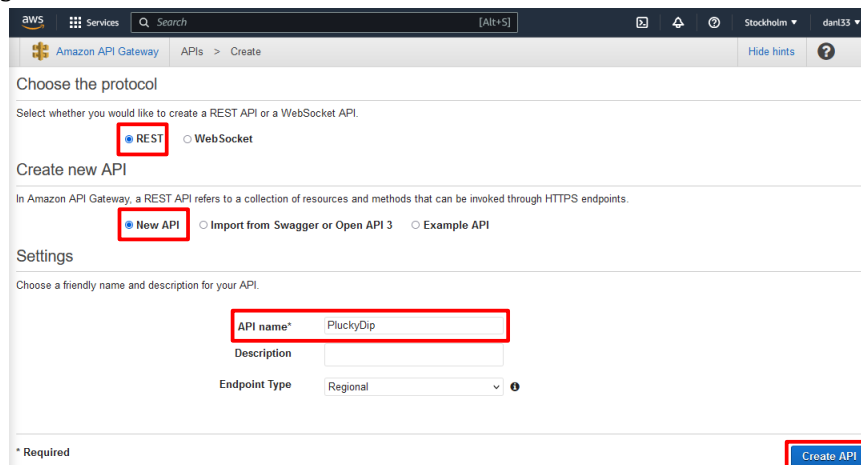 aws Services Search [Alt+S] Stockholm danl33
Amazon API Gateway APIs > Create Hide hints
Choose the protocol
Select whether you would like to create a REST API or a WebSocket API.
REST WebSocket
Create new API
In Amazon API Gateway, a REST API refers to a collection of resources and methods that can be invoked through HTTPS endpoints.
New API Import from Swagger or Open API 3 Example API
Settings
Choose a friendly name and description for your API.
API name* PluckyDip
Description
Endpoint Type Regional
* Required Create API